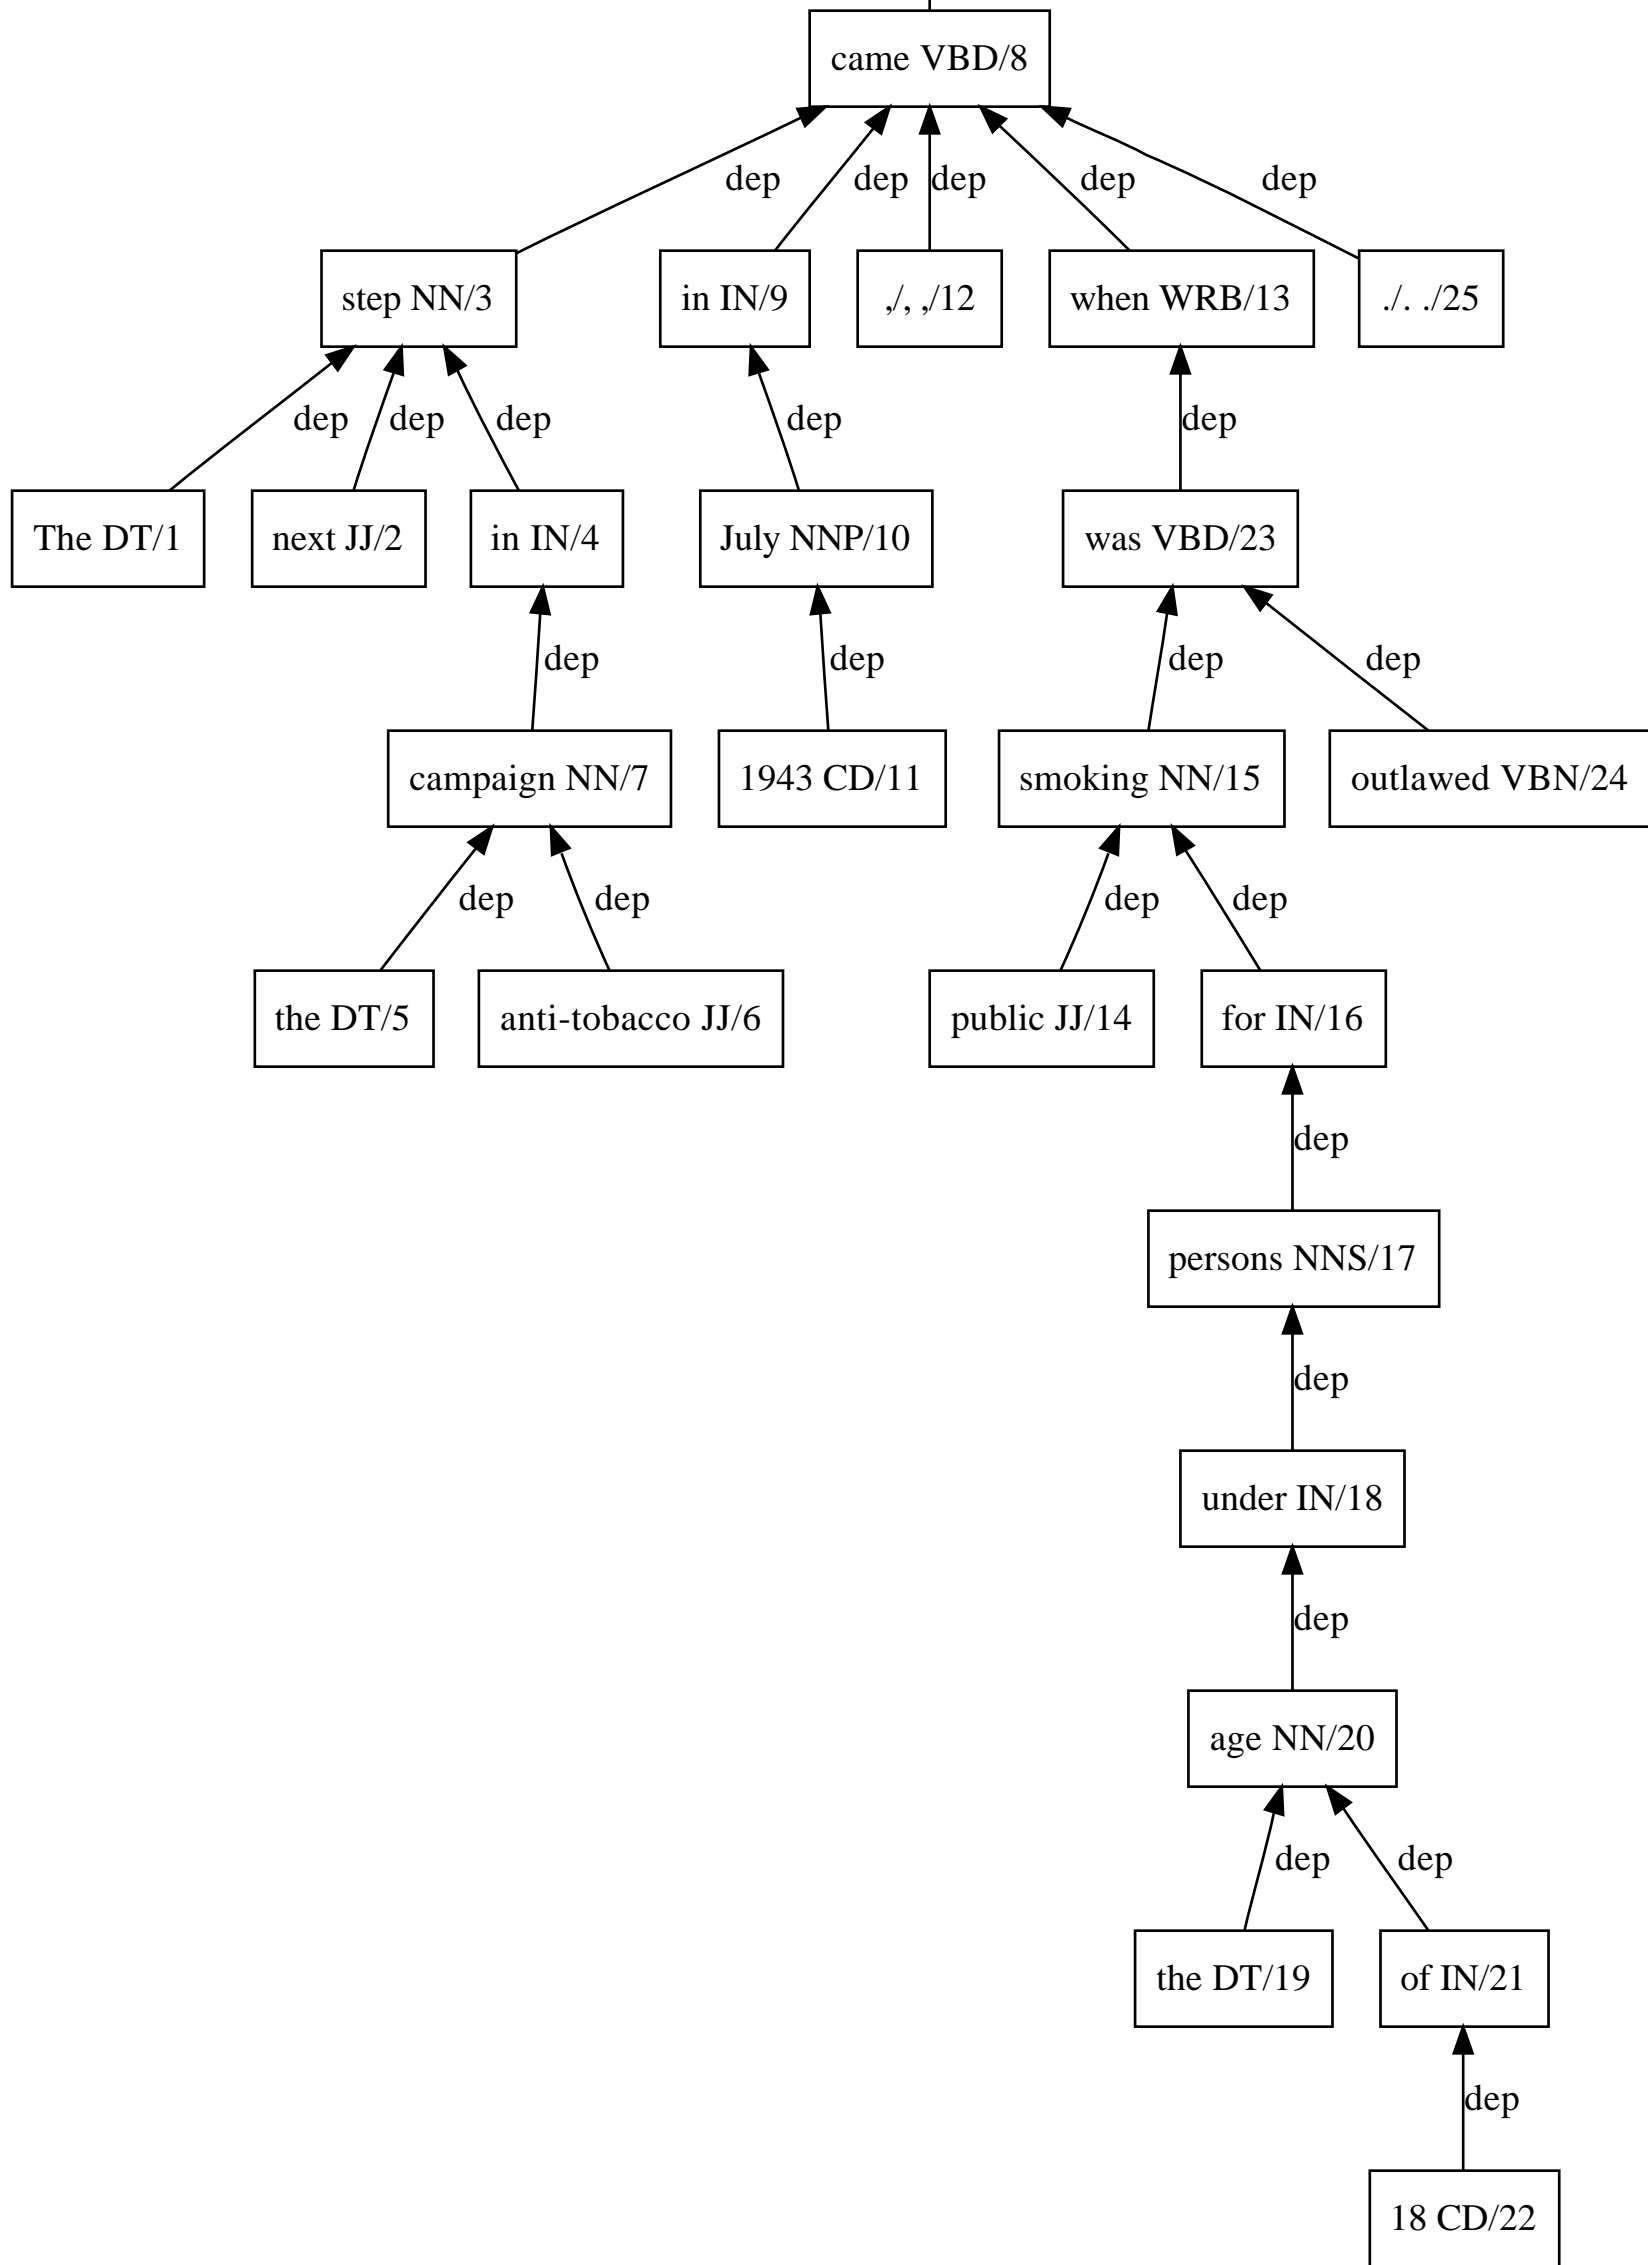 came VBD/8
dep dep dep dep dep
step NN/3 in IN/9 ,/, ,/12 when WRB/13 ./. ./25
dep dep dep dep dep
The DT/1 next JJ/2 in IN/4 July NNP/10 was VBD/23
dep dep dep dep
campaign NN/7 1943 CD/11 smoking NN/15 outlawed VBN/24
dep dep dep dep
the DT/5 anti-tobacco JJ/6 public JJ/14 for IN/16
dep
persons NNS/17
dep
under IN/18
dep
age NN/20
dep dep
the DT/19 of IN/21
dep
18 CD/22